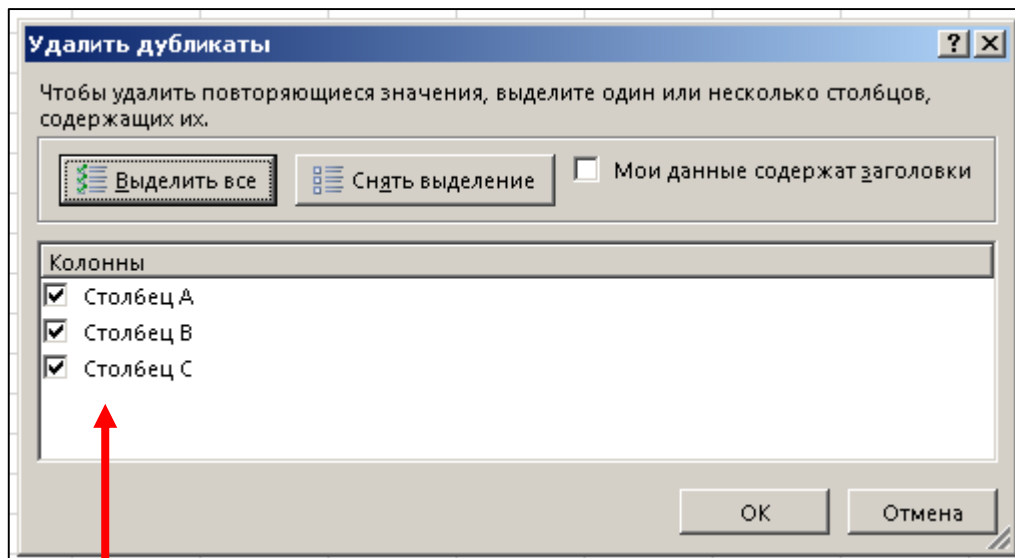 Удалить дубликаты
Чтобы удалить повторяющиеся значения, выделите один или несколько столбцов,
содержащих их.
Выделить все
Снять выделение
Мои данные содержат заголовки
Колонны
Столбец A
Столбец B
Столбец C
ОК
Отмена